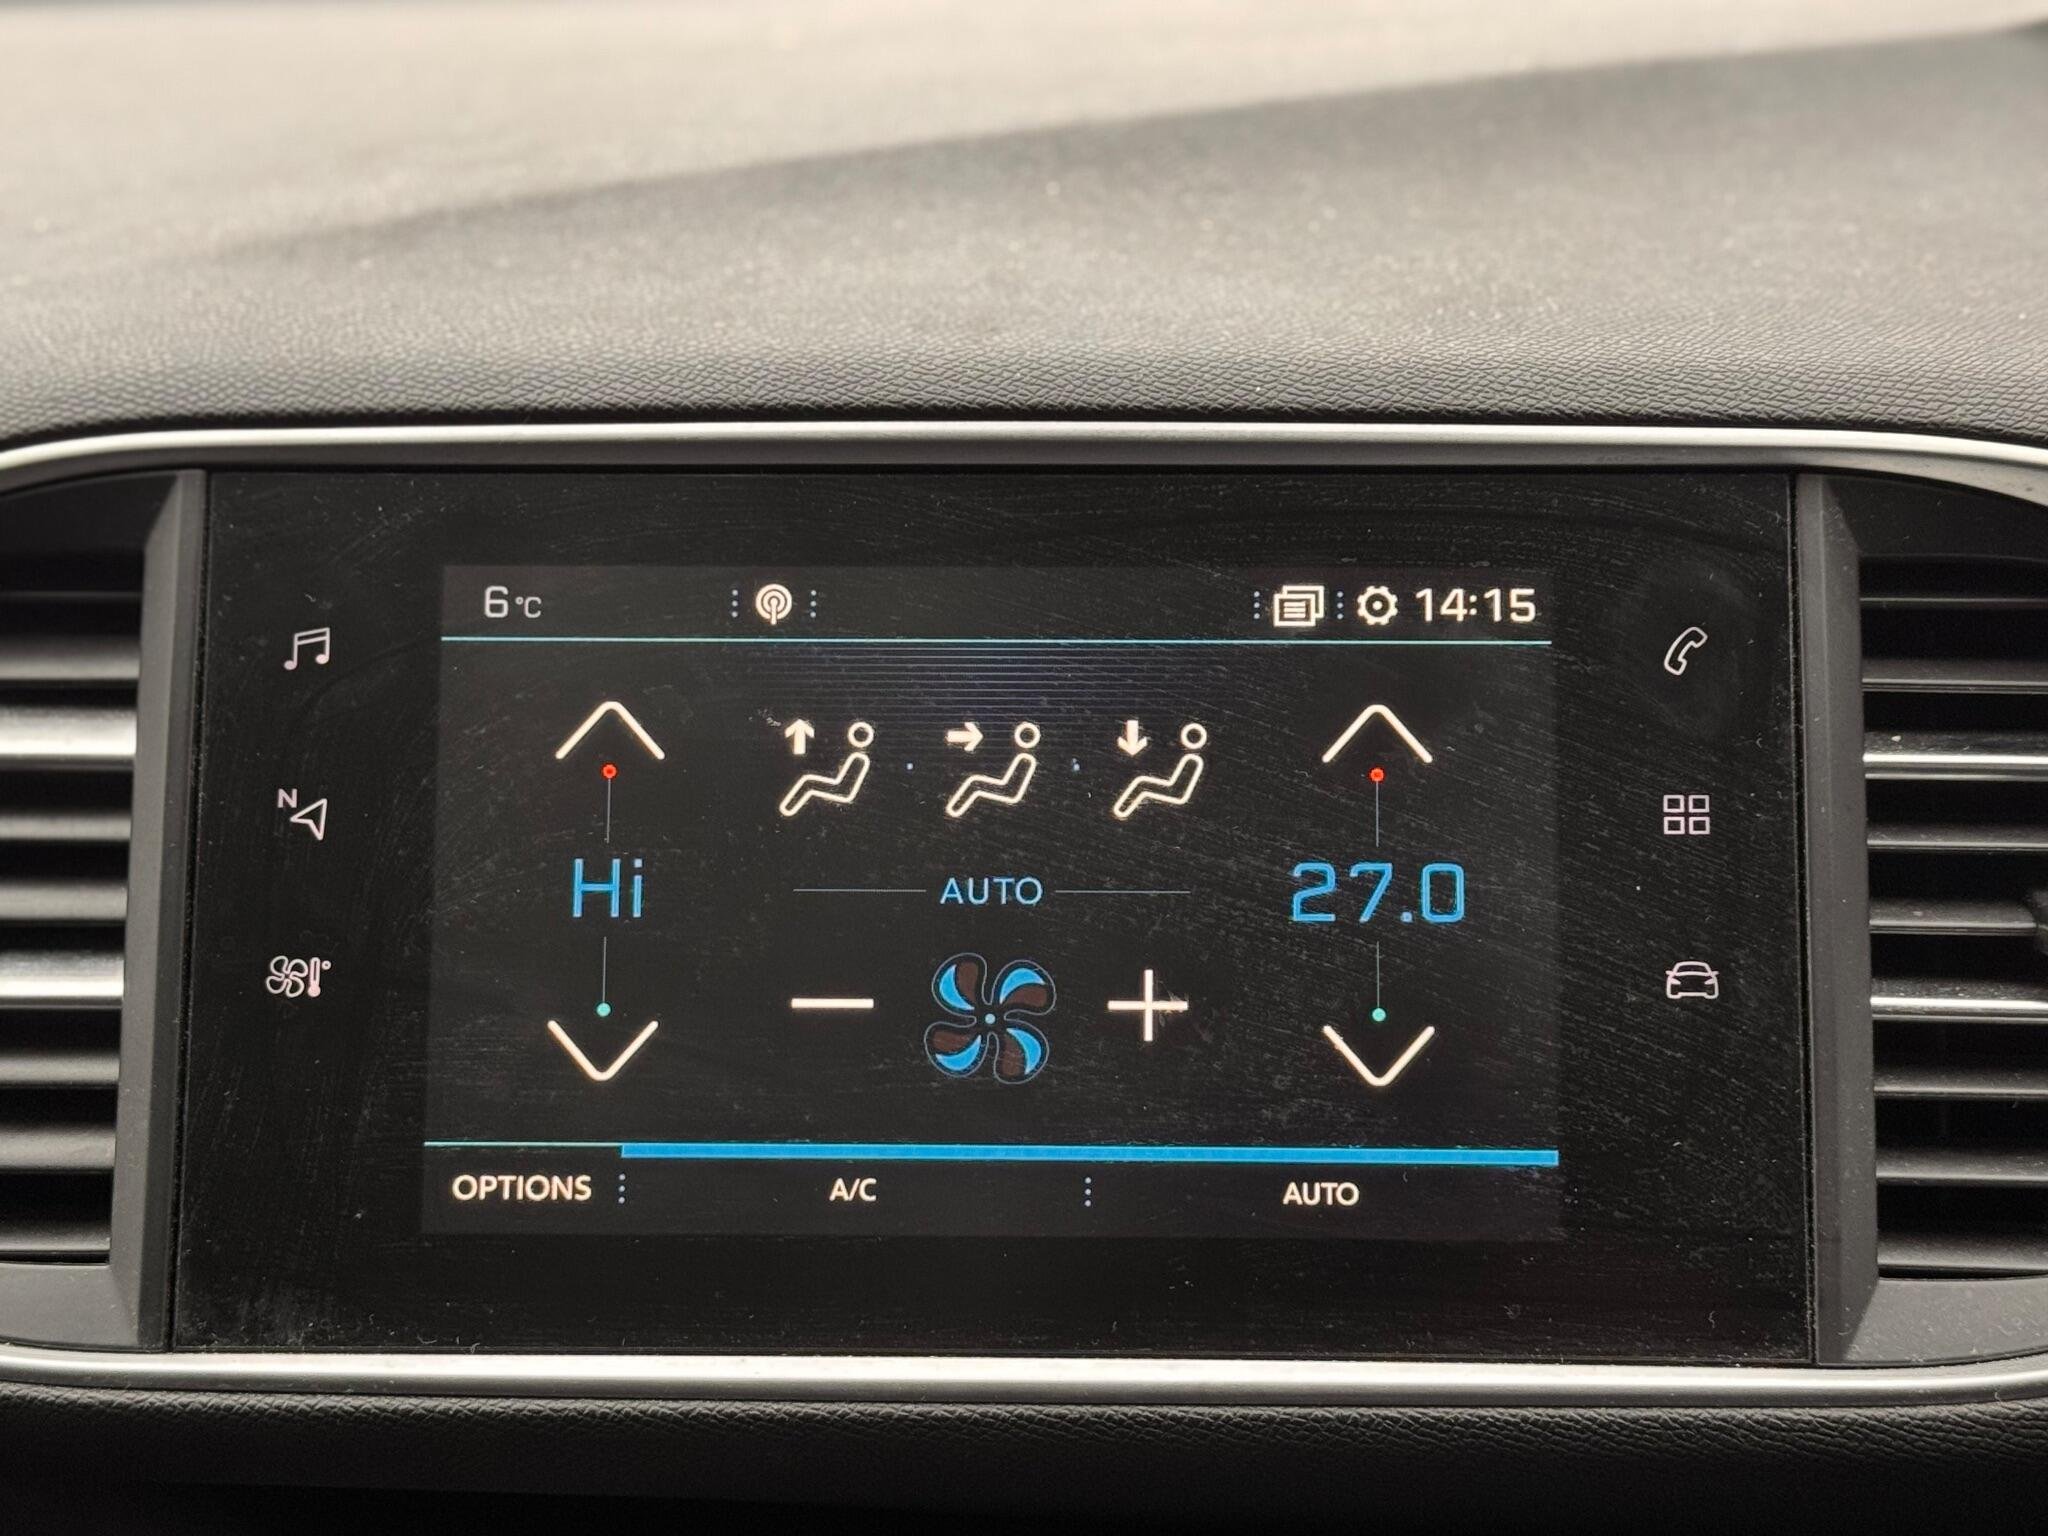 6°C 14:15
N
Hi AUTO 27.0
OPTIONS A/C AUTO